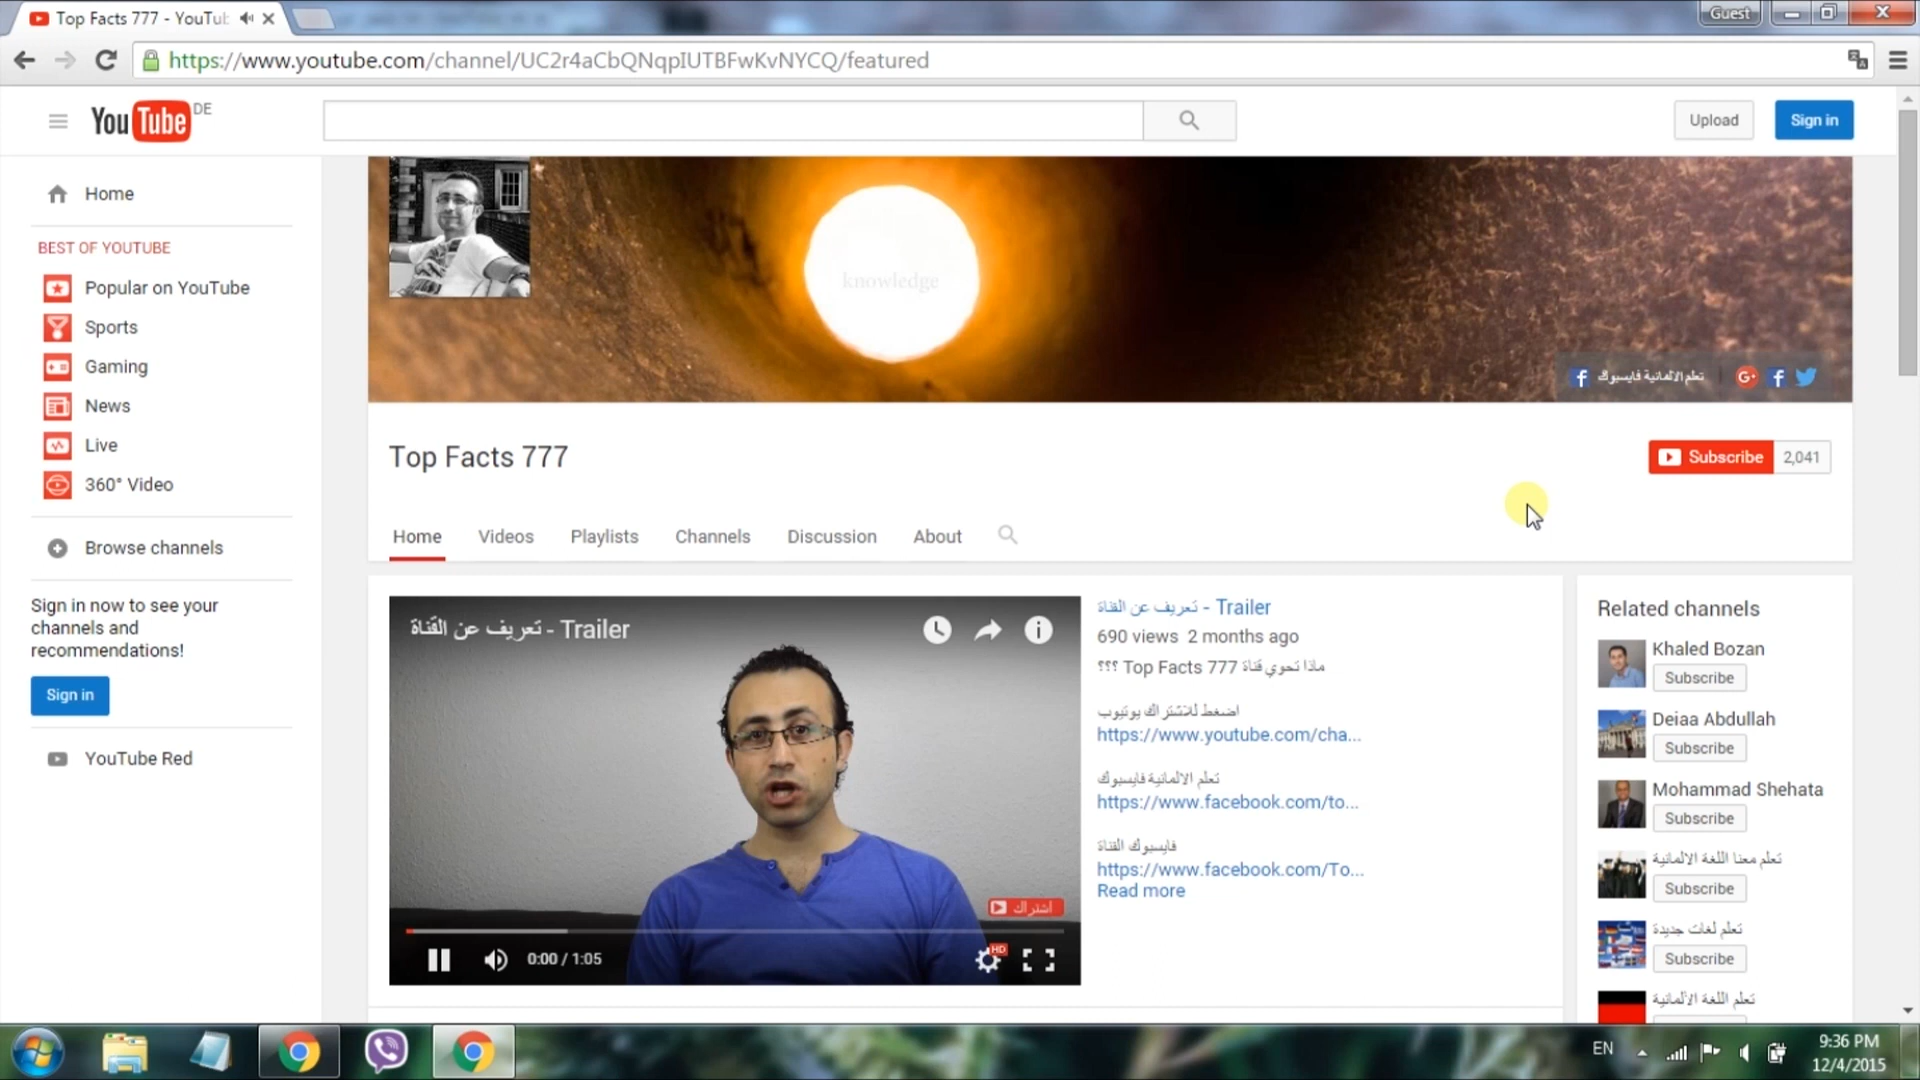 Top Facts 777 - YouTub
Guest
https://www.youtube.com/channel/UC2r4aCbQNqpIUTBFwKvNYCQ/featured
YouTube DE
Upload
Sign in
Home
BEST OF YOUTUBE
Popular on YouTube
Sports
Gaming
News
Live
360° Video
Browse channels
Sign in now to see your
channels and
recommendations!
Sign in
YouTube Red
knowledge
تعلم الالمانية فايسبوك
Top Facts 777
Subscribe 2,041
Home Videos Playlists Channels Discussion About
تعريف عن القناة - Trailer
اشتراك
0:00 / 1:05
HD
تعريف عن القناة - Trailer
690 views 2 months ago
ماذا تحوي قناة Top Facts 777 ؟؟؟
اضغط للاشتراك يوتيوب
https://www.youtube.com/cha...
تعلم الالمانية فايسبوك
https://www.facebook.com/to...
فايسبوك القناة
https://www.facebook.com/To...
Read more
Related channels
Khaled Bozan
Subscribe
Deiaa Abdullah
Subscribe
Mohammad Shehata
Subscribe
تعلم معنا اللغة الالمانية
Subscribe
تعلم لغات جديدة
Subscribe
تعلم اللغة الألمانية
EN
9:36 PM
12/4/2015